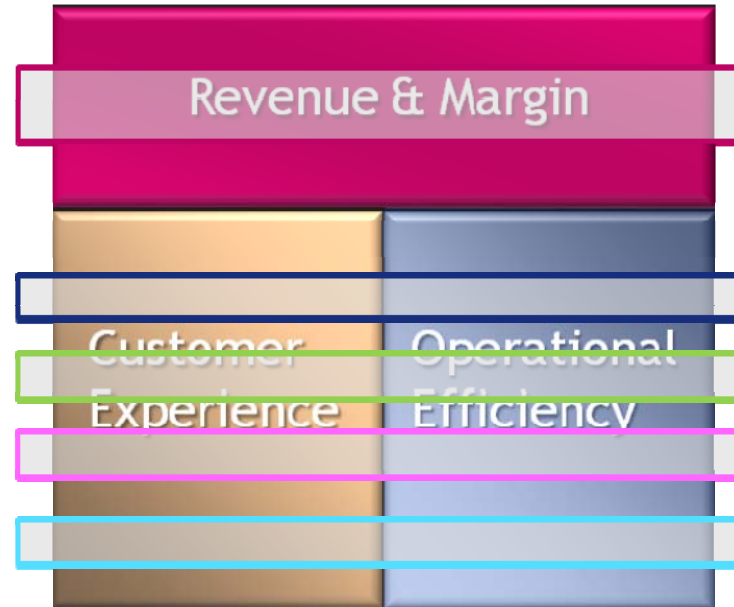 Revenue & Margin
Customer
Experience
Operational
Efficiency